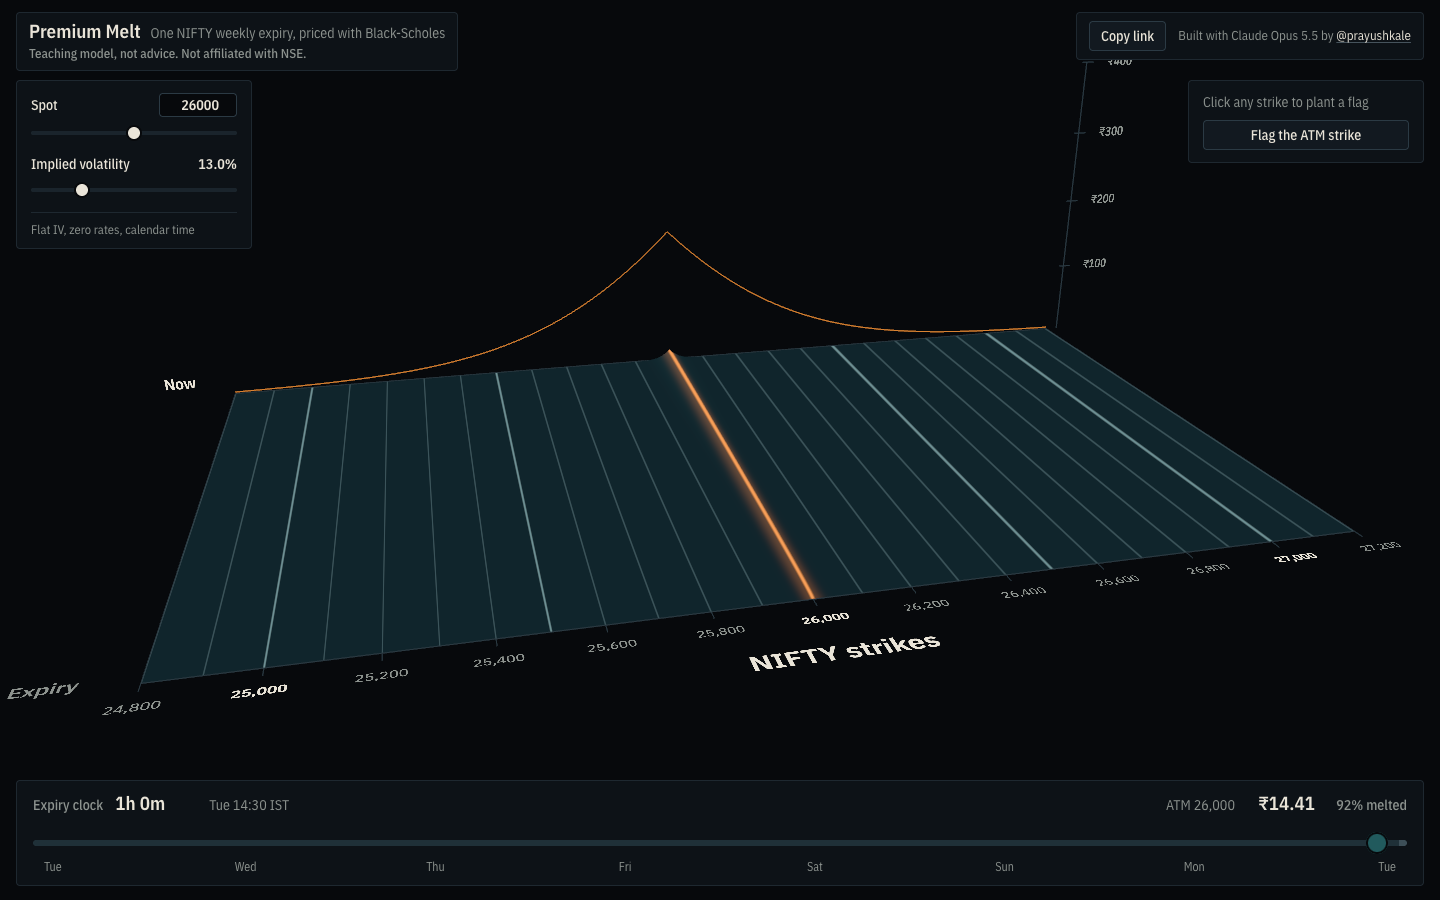 Premium Melt One NIFTY weekly expiry, priced with Black-Scholes
Teaching model, not advice. Not affiliated with NSE.
Copy link Built with Claude Opus 5.5 by @prayushkale
Spot 26000
Implied volatility 13.0%
Flat IV, zero rates, calendar time
Click any strike to plant a flag
Flag the ATM strike
₹400
₹300
₹200
₹100
Now
Expiry
24,800
25,000
25,200
25,400
25,600
25,800
26,000
26,200
26,400
26,600
26,800
27,000
27,200
NIFTY strikes
Expiry clock 1h 0m Tue 14:30 IST ATM 26,000 ₹14.41 92% melted
Tue Wed Thu Fri Sat Sun Mon Tue